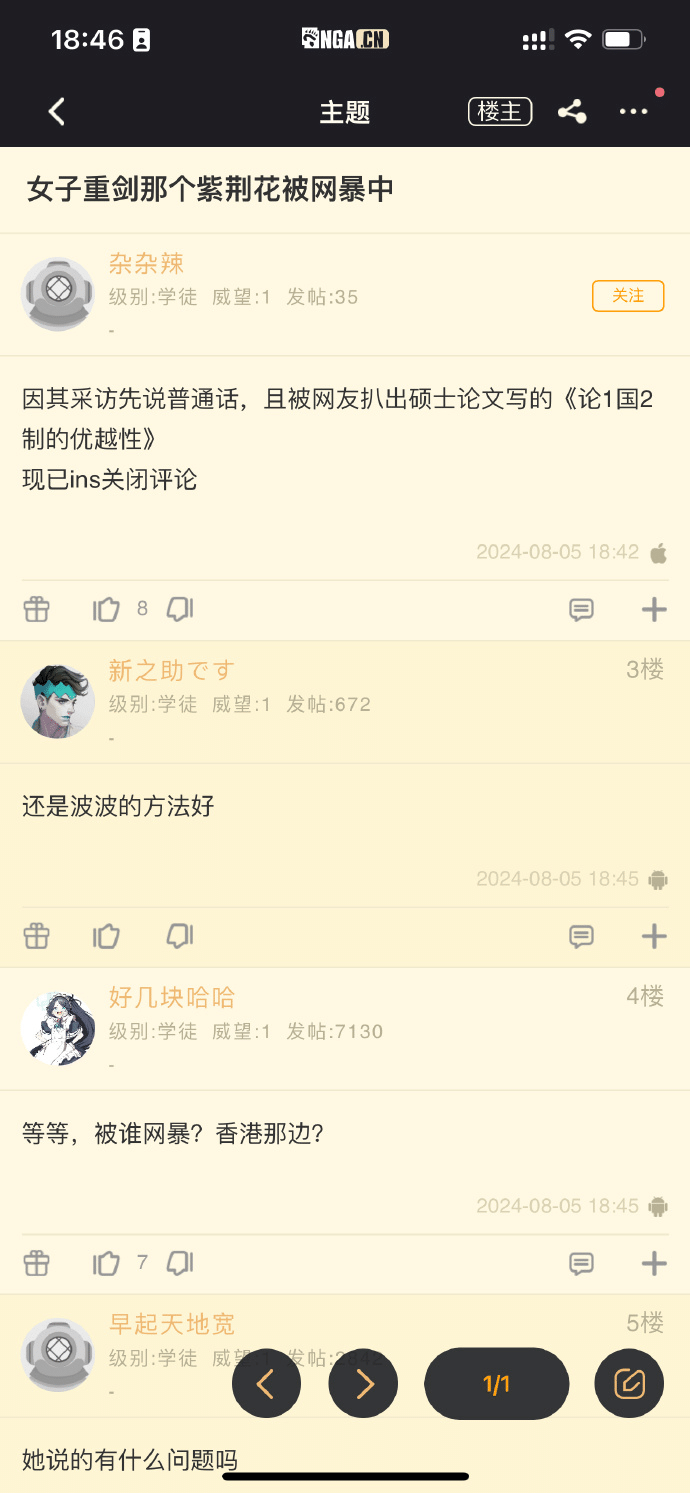 18:46
NGA.CN
主题
楼主
女子重剑那个紫荆花被网暴中
杂杂辣
级别:学徒 威望:1 发帖:35
关注
-
因其采访先说普通话，且被网友扒出硕士论文写的《论1国2
制的优越性》
现已ins关闭评论
2024-08-05 18:42
8
新之助です
3楼
级别:学徒 威望:1 发帖:672
-
还是波波的方法好
2024-08-05 18:45
好几块哈哈
4楼
级别:学徒 威望:1 发帖:7130
-
等等，被谁网暴？香港那边？
2024-08-05 18:45
7
早起天地宽
5楼
级别:学徒 威望:1 发帖:
-
1/1
她说的有什么问题吗